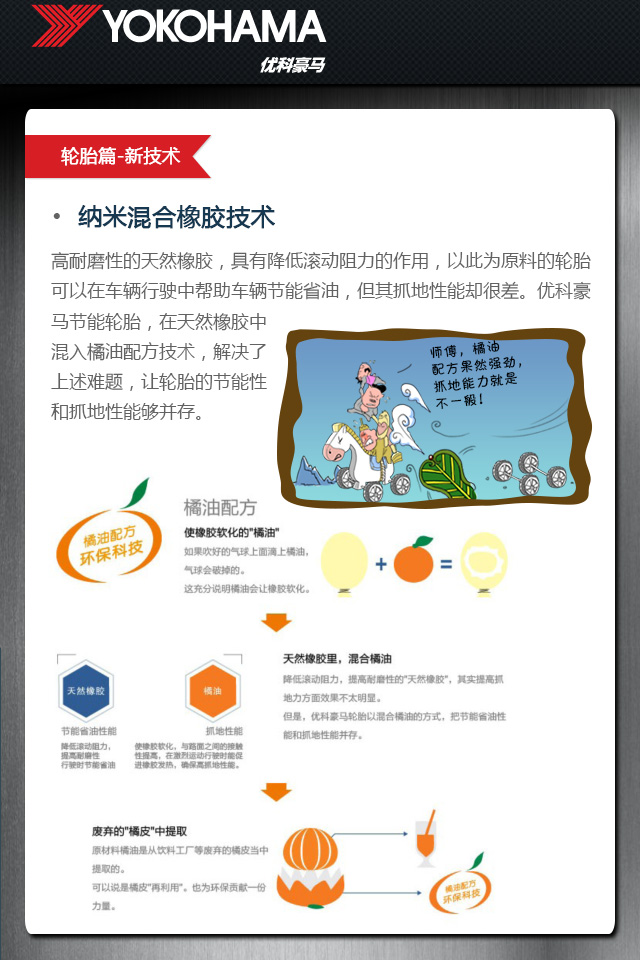 YOKOHAMA
优科豪马
轮胎篇-新技术
• 纳米混合橡胶技术
高耐磨性的天然橡胶，具有降低滚动阻力的作用，以此为原料的轮胎
可以在车辆行驶中帮助车辆节能省油，但其抓地性能却很差。优科豪
马节能轮胎，在天然橡胶中
混入橘油配方技术，解决了
上述难题，让轮胎的节能性
和抓地性能够并存。
师傅，橘油
配方果然强劲，
抓地能力就是
不一般！
橘油配方
环保科技
橘油配方
使橡胶软化的"橘油"
如果吹好的气球上面滴上橘油，
气球会破掉的。
这充分说明橘油会让橡胶软化。
+
=
天然橡胶
橘油
节能省油性能
抓地性能
降低滚动阻力，
提高耐磨性
行驶时节能省油
使橡胶软化，与路面之间的接触
性提高，在激烈运动行驶时能促
进橡胶发热，确保高抓地性能。
天然橡胶里，混合橘油
降低滚动阻力，提高耐磨性的"天然橡胶"，其实提高抓
地力方面效果不太明显。
但是，优科豪马轮胎以混合橘油的方式，把节能省油性
能和抓地性能并存。
废弃的"橘皮"中提取
原材料橘油是从饮料工厂等废弃的橘皮当中
提取的。
可以说是橘皮"再利用"。也为环保贡献一份
力量。
橘油配方
环保科技